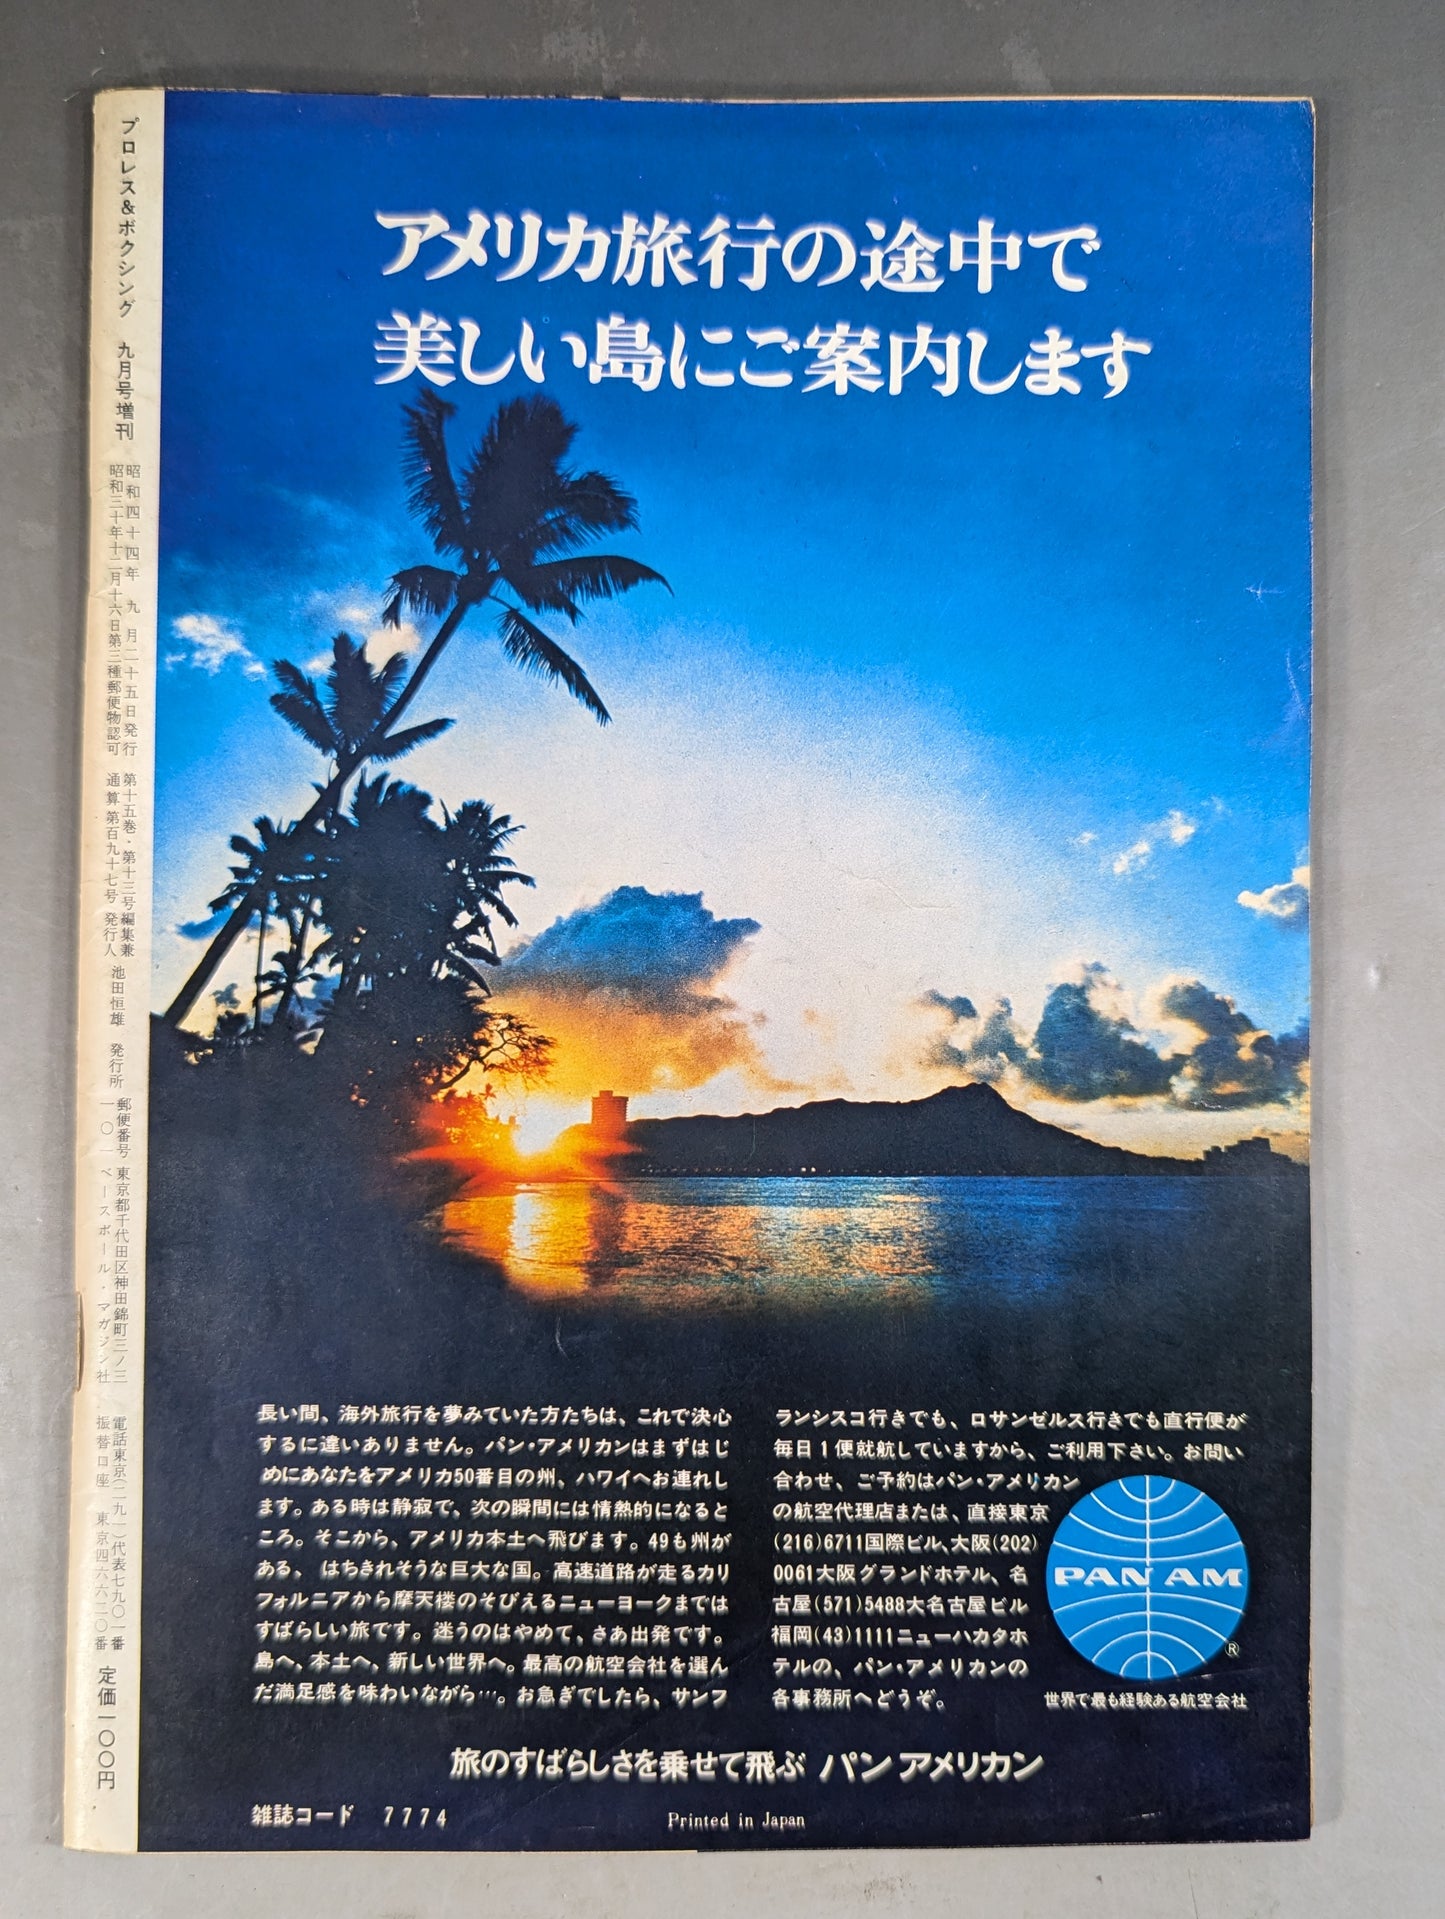 プロレス&ボクシング 九月号増刊
昭和四十四年九月二十五日発行
昭和三十年十二月十六日第三種郵便物認可
第十五巻・第十三号
通算第百九十七号
編集兼
発行人
池田恒雄
発行所
郵便番号
一〇一
東京都千代田区神田錦町三ノ三
ベースボール・マガジン社
電話東京(二九一)代表七九〇一番
振替口座 東京四六六二〇番
定価一〇〇円
アメリカ旅行の途中で
美しい島にご案内します
長い間、海外旅行を夢みていた方たちは、これで決心
するに違いありません。パン・アメリカンはまずはじ
めにあなたをアメリカ50番目の州、ハワイへお連れし
ます。ある時は静寂で、次の瞬間には情熱的になると
ころ。そこから、アメリカ本土へ飛びます。49も州が
ある、はちきれそうな巨大な国。高速道路が走るカリ
フォルニアから摩天楼のそびえるニューヨークまでは
すばらしい旅です。迷うのはやめて、さあ出発です。
島へ、本土へ、新しい世界へ。最高の航空会社を選ん
だ満足感を味わいながら…。お急ぎでしたら、サンフ
ランシスコ行きでも、ロサンゼルス行きでも直行便が
毎日1便就航していますから、ご利用下さい。お問い
合わせ、ご予約はパン・アメリカン
の航空代理店または、直接東京
(216)6711国際ビル、大阪(202)
0061大阪グランドホテル、名
古屋(571)5488大名古屋ビル
福岡(43)1111ニューハカタホ
テルの、パン・アメリカンの
各事務所へどうぞ。
PAN AM
®
世界で最も経験ある航空会社
旅のすばらしさを乗せて飛ぶ パン アメリカン
雑誌コード 7774
Printed in Japan